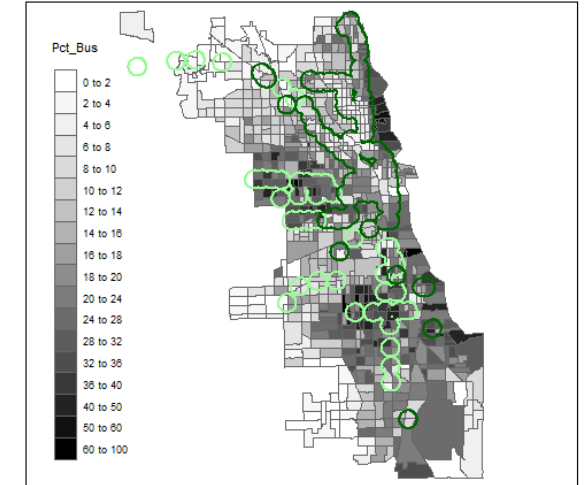 Pct_Bus
0 to 2
2 to 4
4 to 6
6 to 8
8 to 10
10 to 12
12 to 14
14 to 16
16 to 18
18 to 20
20 to 24
24 to 28
28 to 32
32 to 36
36 to 40
40 to 50
50 to 60
60 to 100